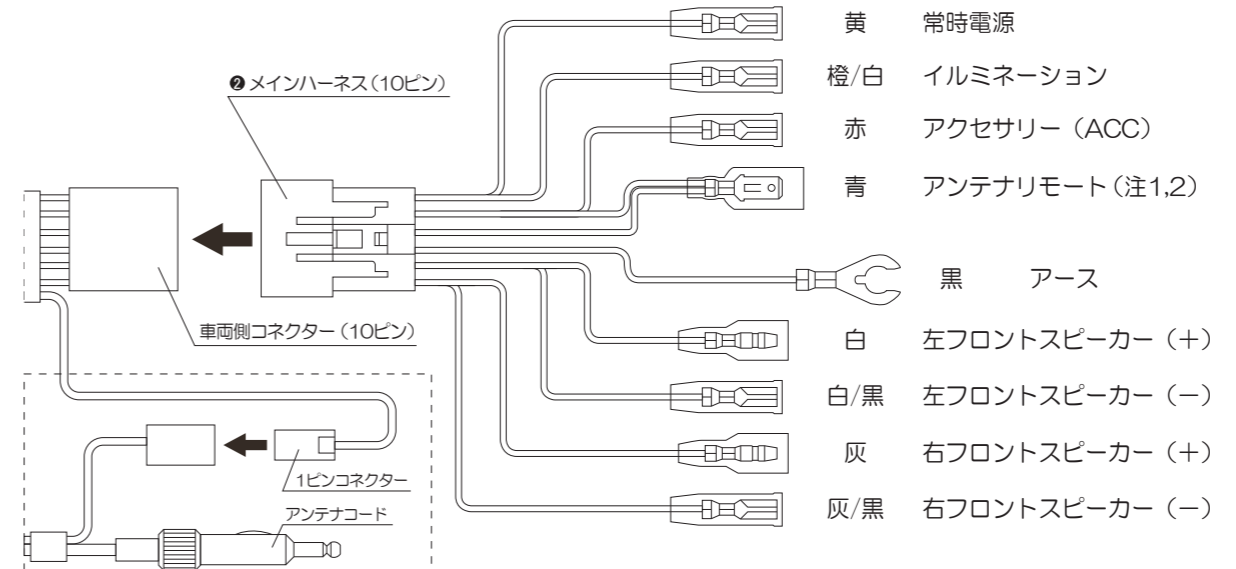 黄 常時電源
❷メインハーネス(10ピン)
橙/白 イルミネーション
赤 アクセサリー(ACC)
青 アンテナリモート(注1,2)
黒 アース
車両側コネクター(10ピン)
白 左フロントスピーカー(+)
白/黒 左フロントスピーカー(−)
灰 右フロントスピーカー(+)
1ピンコネクター
アンテナコード
灰/黒 右フロントスピーカー(−)